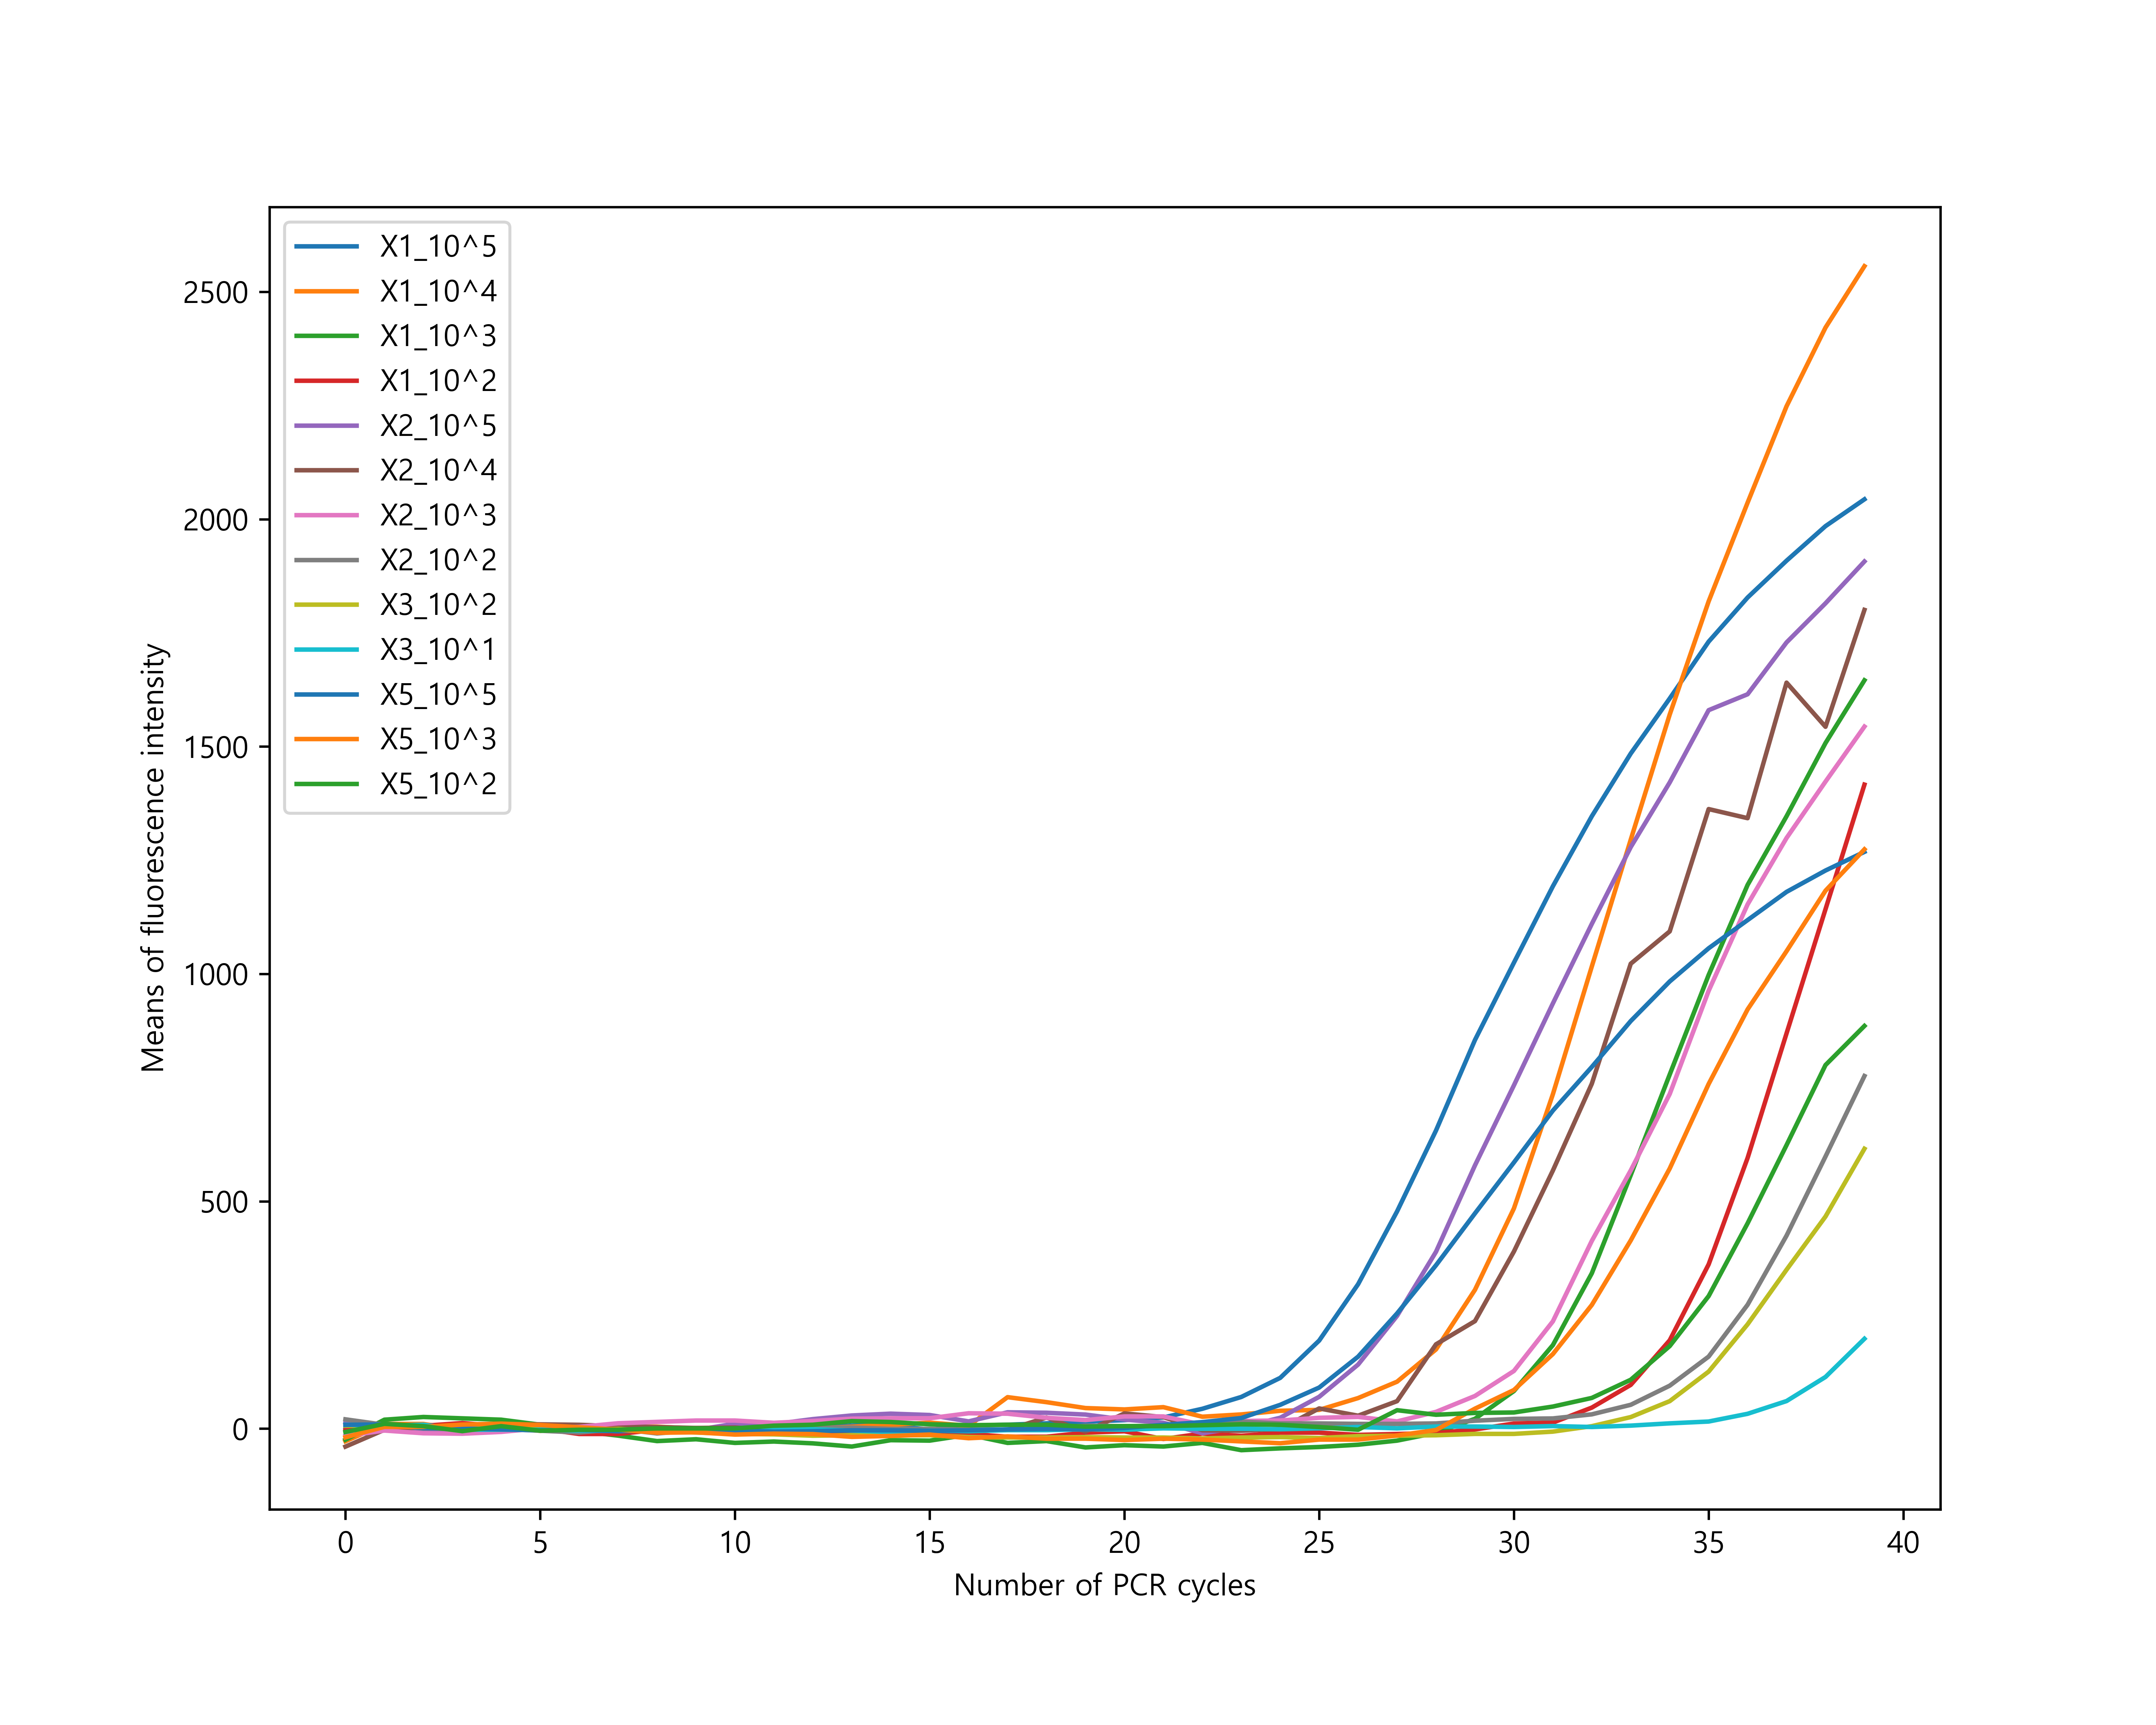 X1_10^5
X1_10^4
X1_10^3
X1_10^2
X2_10^5
X2_10^4
X2_10^3
X2_10^2
X3_10^2
X3_10^1
X5_10^5
X5_10^3
X5_10^2
2500
2000
1500
1000
500
0
Means of fluorescence intensity
0 5 10 15 20 25 30 35 40
Number of PCR cycles